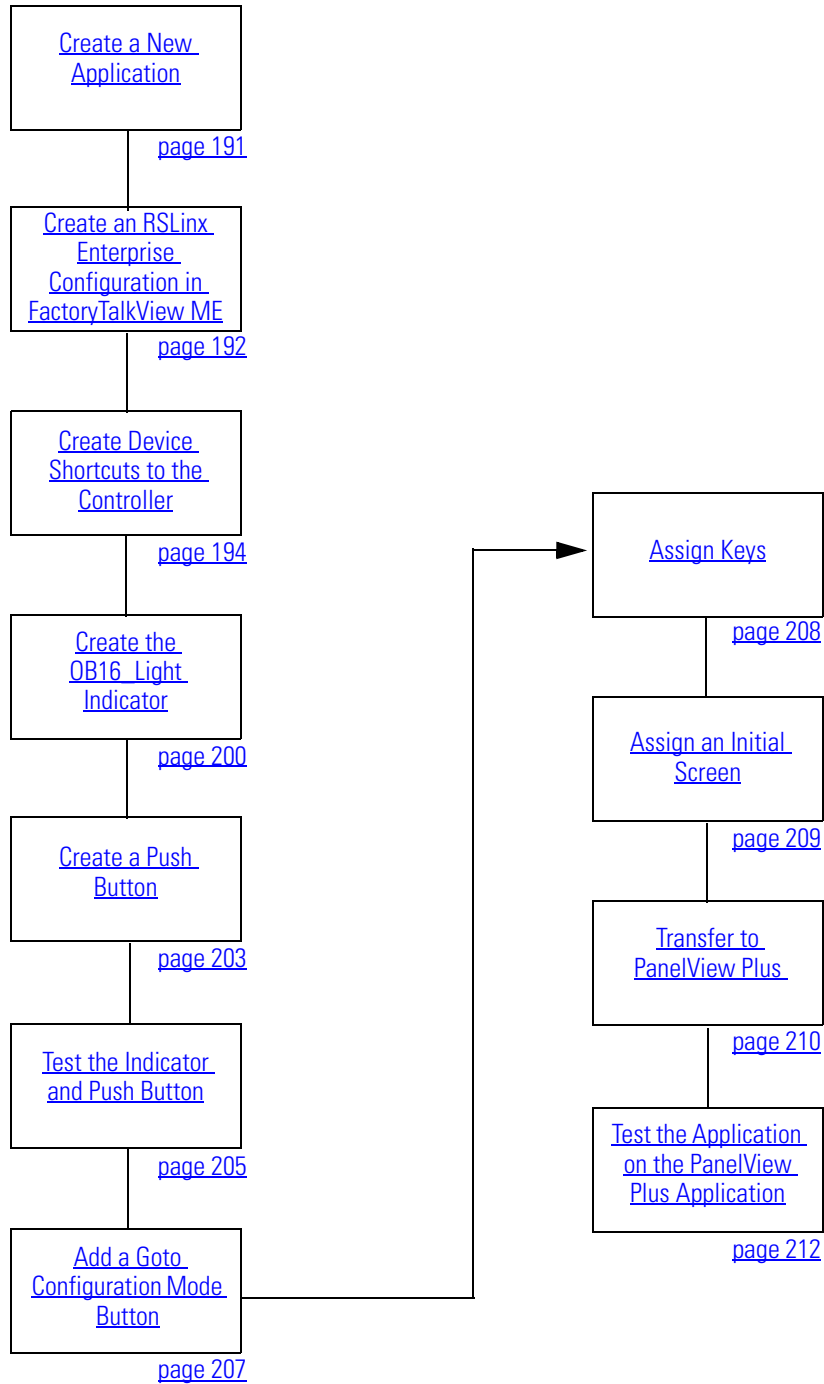 Create a New
Application
page 191
Create an RSLinx
Enterprise
Configuration in
FactoryTalkView ME
page 192
Create Device
Shortcuts to the
Controller
page 194
Create the
OB16_Light
Indicator
page 200
Create a Push
Button
page 203
Test the Indicator
and Push Button
page 205
Add a Goto
Configuration Mode
Button
page 207
Assign Keys
page 208
Assign an Initial
Screen
page 209
Transfer to
PanelView Plus
page 210
Test the Application
on the PanelView
Plus Application
page 212